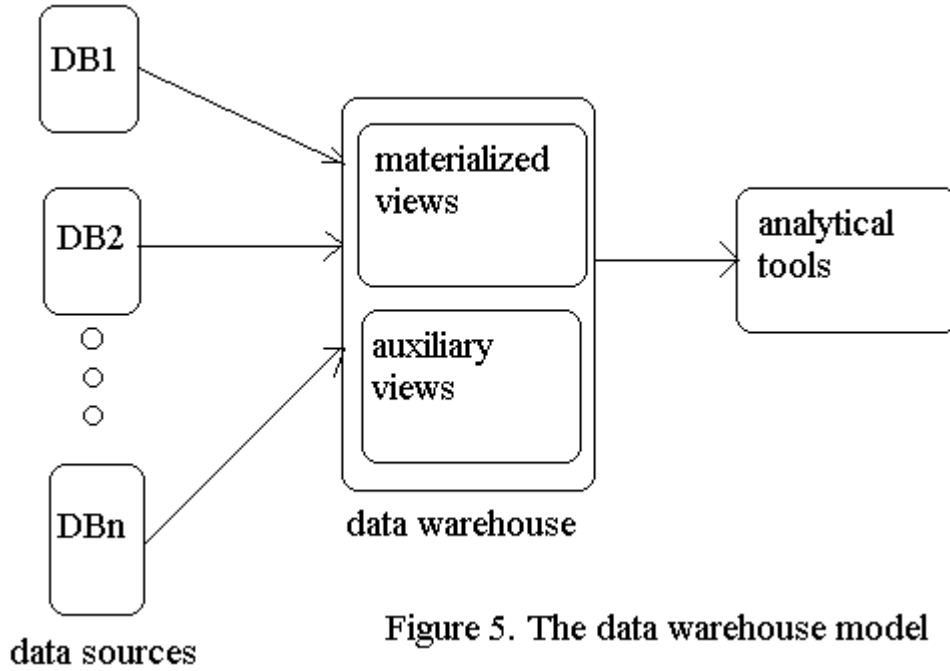 DB1
DB2
DBn
data sources
materialized
views
auxiliary
views
data warehouse
analytical
tools
Figure 5. The data warehouse model